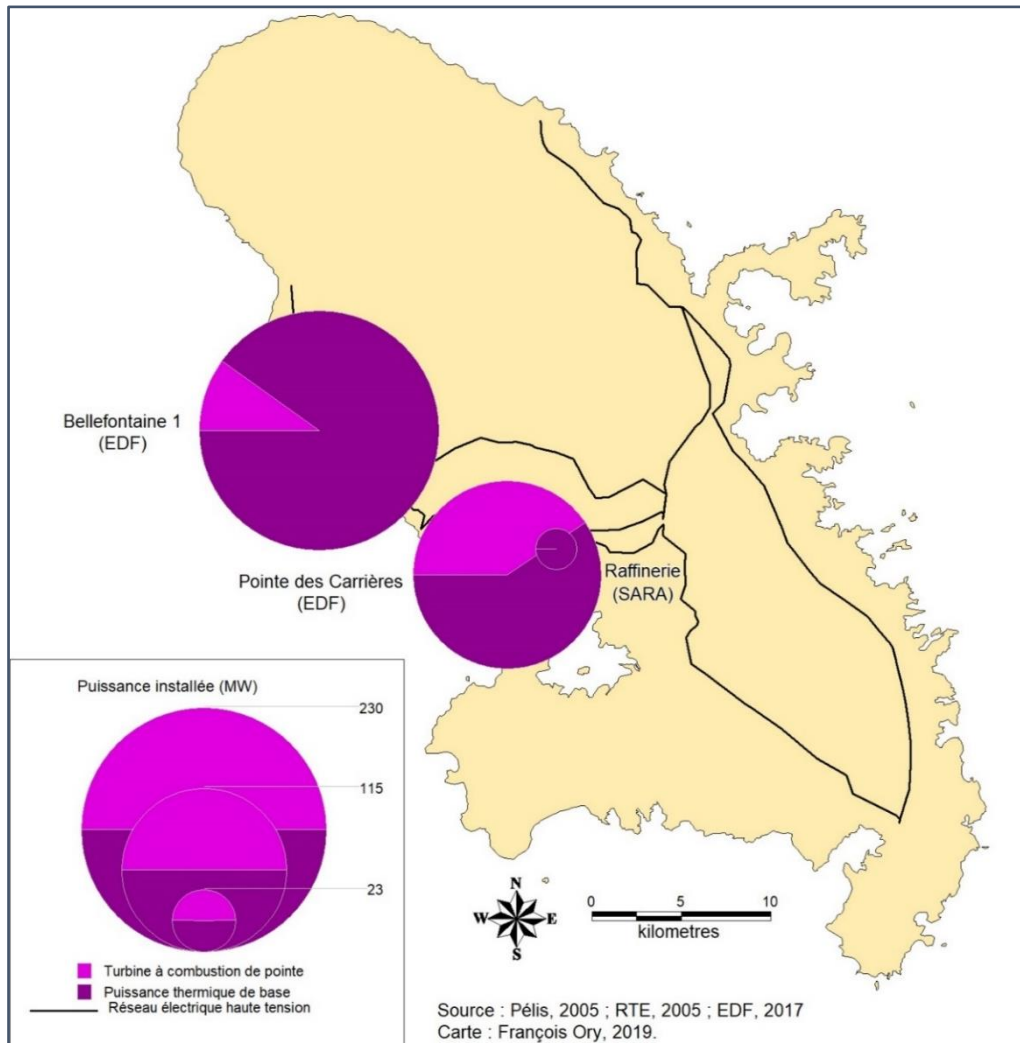 Bellefontaine 1
(EDF)
Pointe des Carrières
(EDF)
Raffinerie
(SARA)
Puissance installée (MW)
230
115
23
Turbine à combustion de pointe
Puissance thermique de base
Réseau électrique haute tension
N
W
E
S
0
5
10
kilometres
Source : Pélis, 2005 ; RTE, 2005 ; EDF, 2017
Carte : François Ory, 2019.